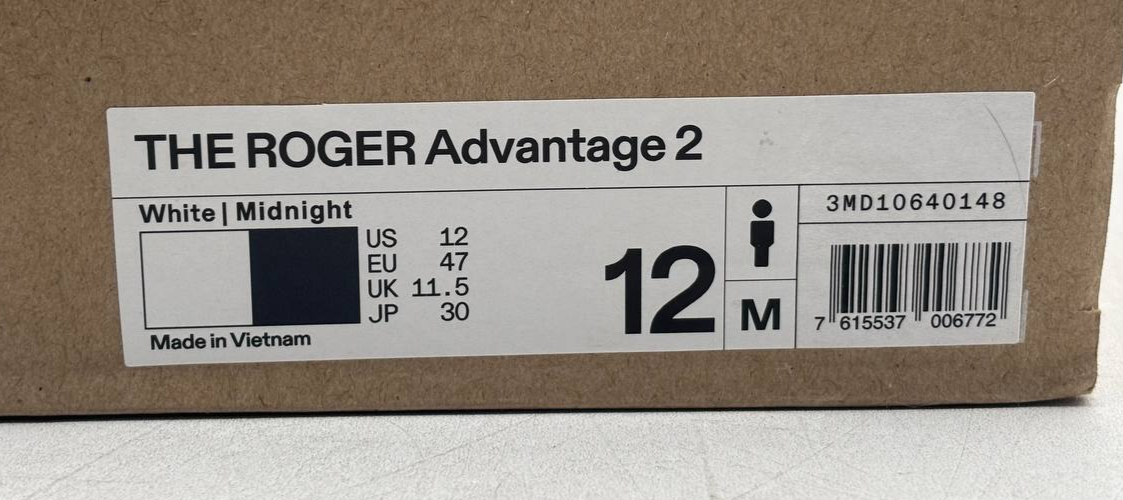 THE ROGER Advantage 2
White | Midnight
US 12
EU 47
UK 11.5
JP 30
Made in Vietnam
12
M
3MD10640148
7 615537 006772